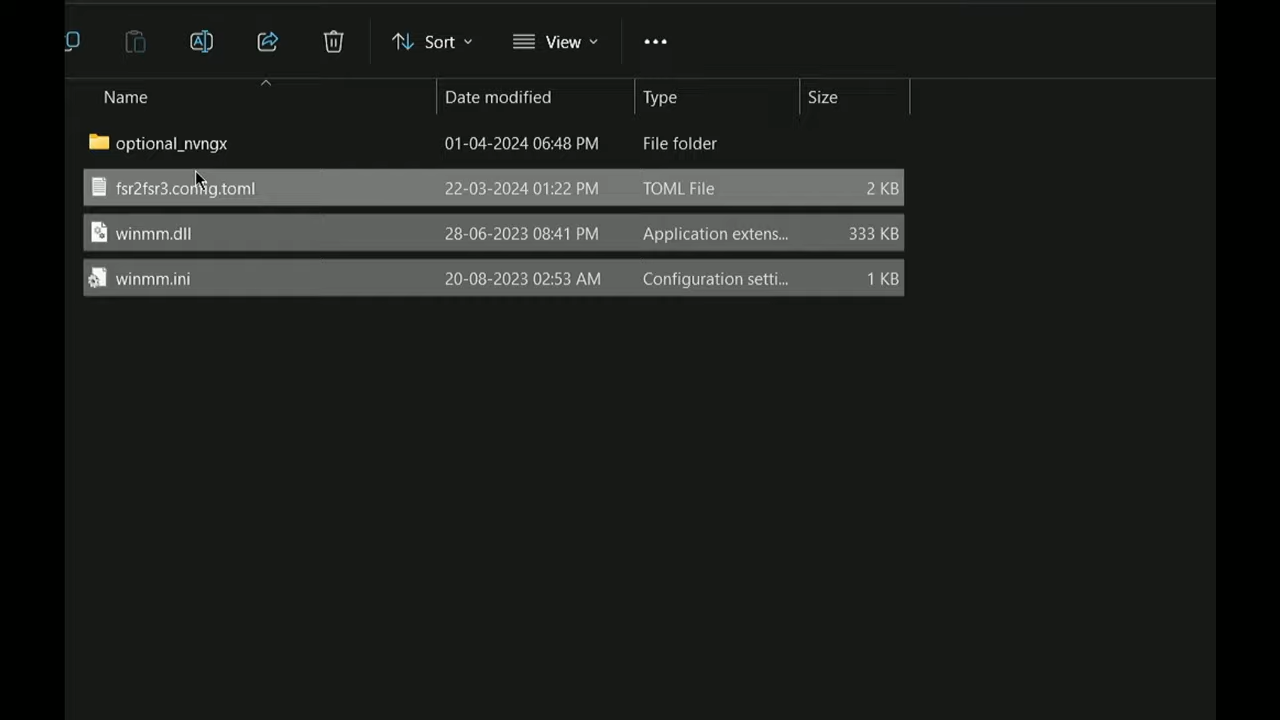 Sort View
Name Date modified Type Size
optional_nvngx 01-04-2024 06:48 PM File folder
fsr2fsr3.config.toml 22-03-2024 01:22 PM TOML File 2 KB
winmm.dll 28-06-2023 08:41 PM Application extens... 333 KB
winmm.ini 20-08-2023 02:53 AM Configuration setti... 1 KB